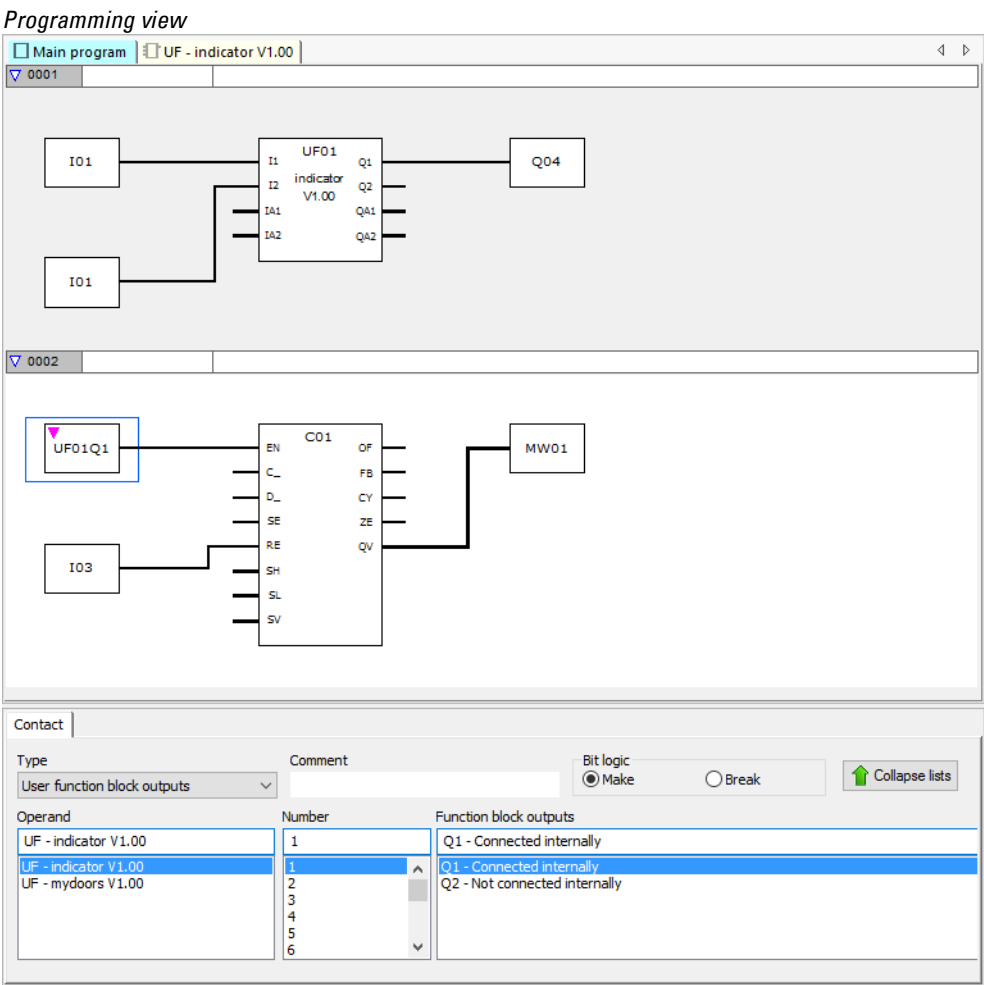 Programming view
Main program
UF - indicator V1.00
0001
I01
UF01
indicator
V1.00
I1
I2
IA1
IA2
Q1
Q2
QA1
QA2
Q04
I01
0002
UF01Q1
C01
EN
C_
D_
SE
RE
SH
SL
SV
OF
FB
CY
ZE
QV
MW01
I03
Contact
Type
Comment
Bit logic
User function block outputs
Make
Break
Collapse lists
Operand
Number
Function block outputs
UF - indicator V1.00
1
Q1 - Connected internally
UF - indicator V1.00
1
Q1 - Connected internally
UF - mydoors V1.00
2
Q2 - Not connected internally
3
4
5
6